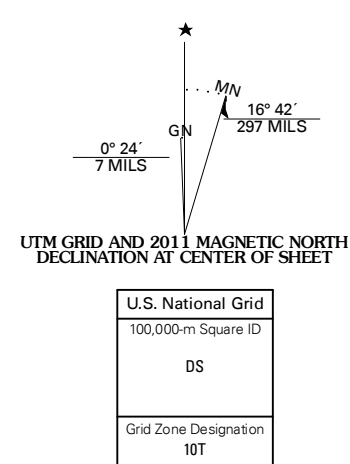 MN
16° 42´
297 MILS
GN
0° 24´
7 MILS
UTM GRID AND 2011 MAGNETIC NORTH
DECLINATION AT CENTER OF SHEET
U.S. National Grid
100,000-m Square ID
DS
Grid Zone Designation
10T